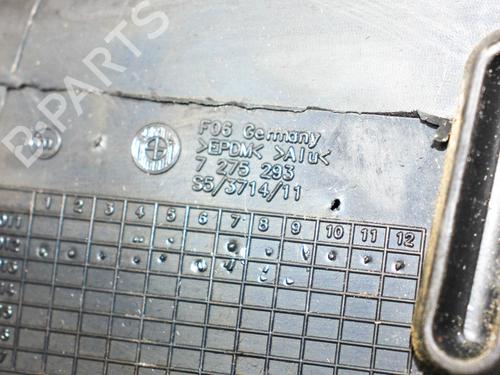 B-PARTS
F06 Germany
>EPDM< >Alu<
7 275 293
S5/3714/11
1 2 3 4 5 6 7 8 9 10 11 12